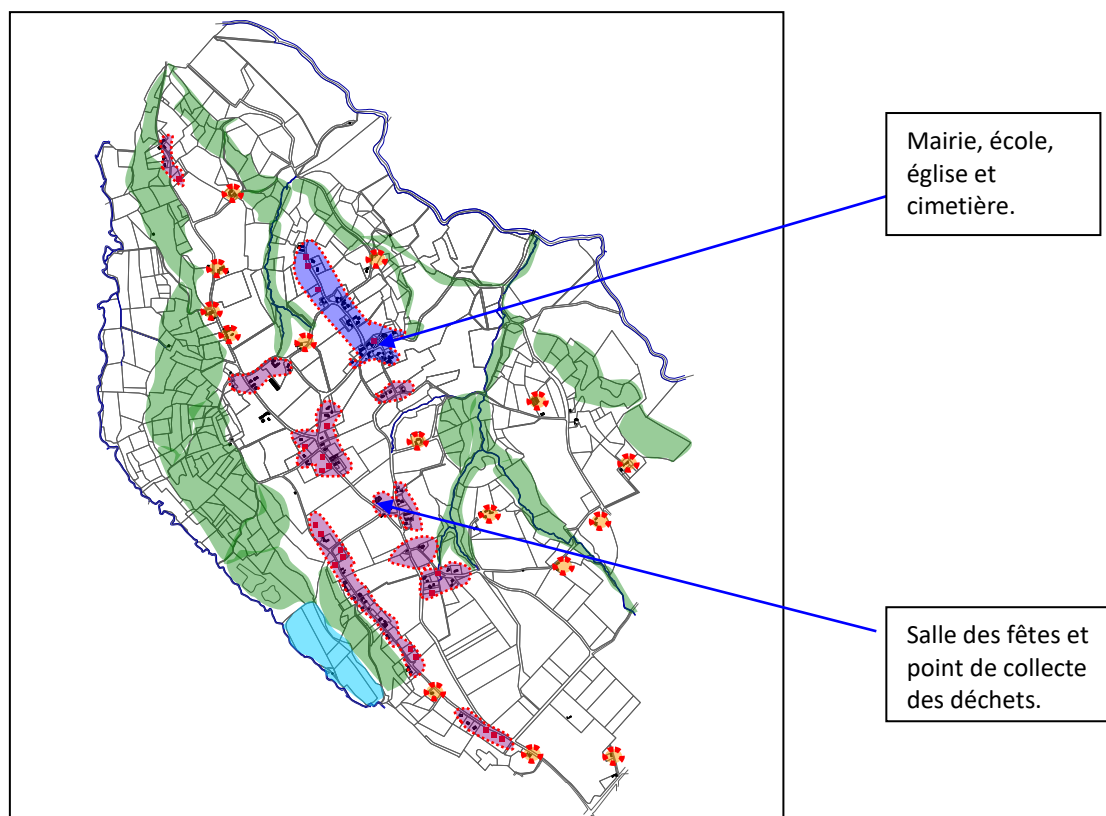 Mairie, école,
église et
cimetière.
Salle des fêtes et
point de collecte
des déchets.